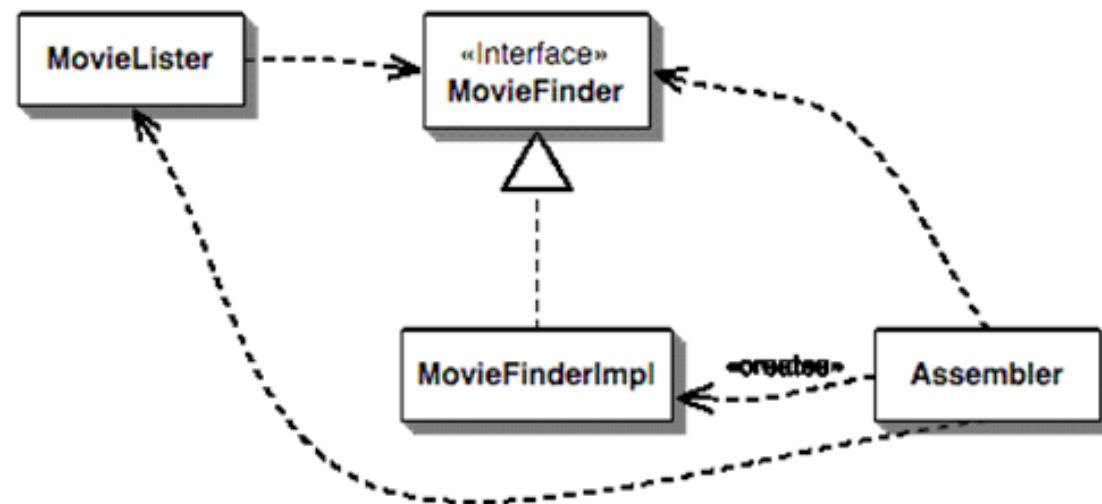 MovieLister
«Interface»
MovieFinder
MovieFinderImpl
«creates»
Assembler